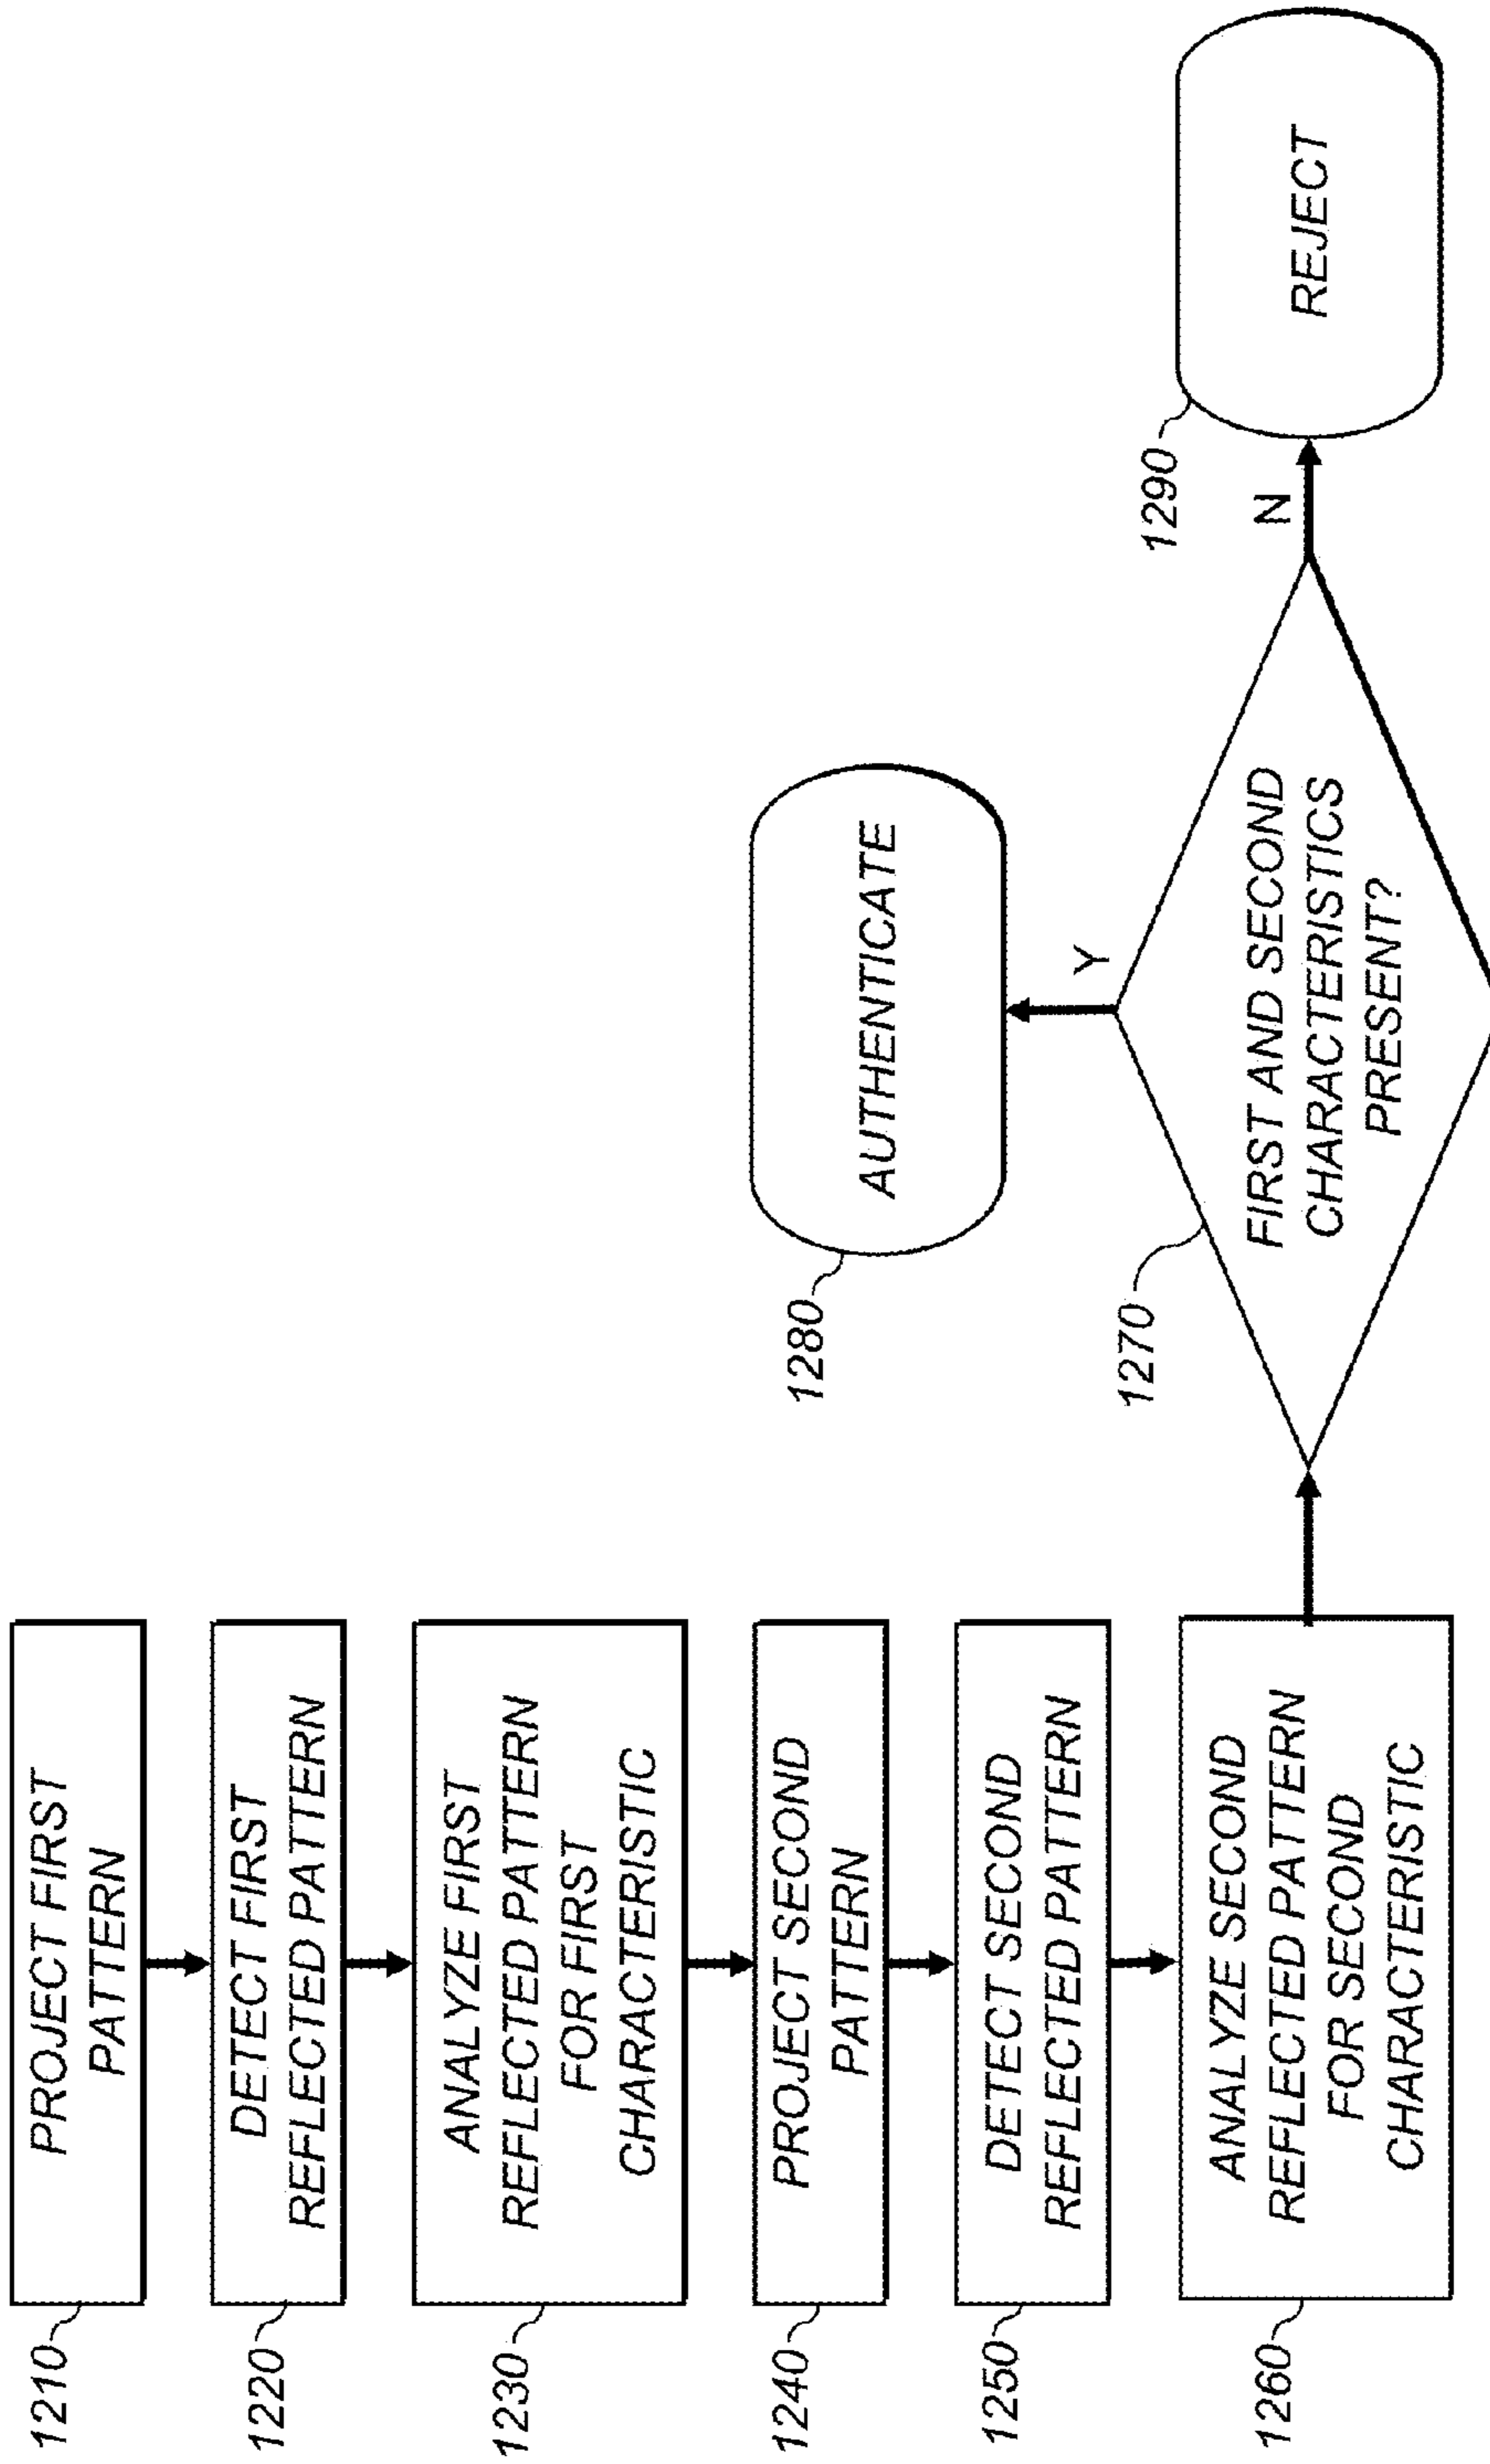 1210
PROJECT FIRST
PATTERN
1220
DETECT FIRST
REFLECTED PATTERN
1230
ANALYZE FIRST
REFLECTED PATTERN
FOR FIRST
CHARACTERISTIC
1240
PROJECT SECOND
PATTERN
1250
DETECT SECOND
REFLECTED PATTERN
1260
ANALYZE SECOND
REFLECTED PATTERN
FOR SECOND
CHARACTERISTIC
1270
FIRST AND SECOND
CHARACTERISTICS
PRESENT?
Y
1280
AUTHENTICATE
N
1290
REJECT